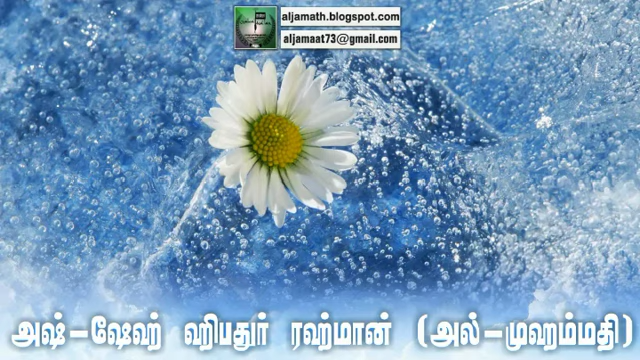 aljamath.blogspot.com
aljamaat73@gmail.com
அஷ்-ஷேஹ் ஹிபதுர் ரஹ்மான் (அல்-முஹம்மதி)